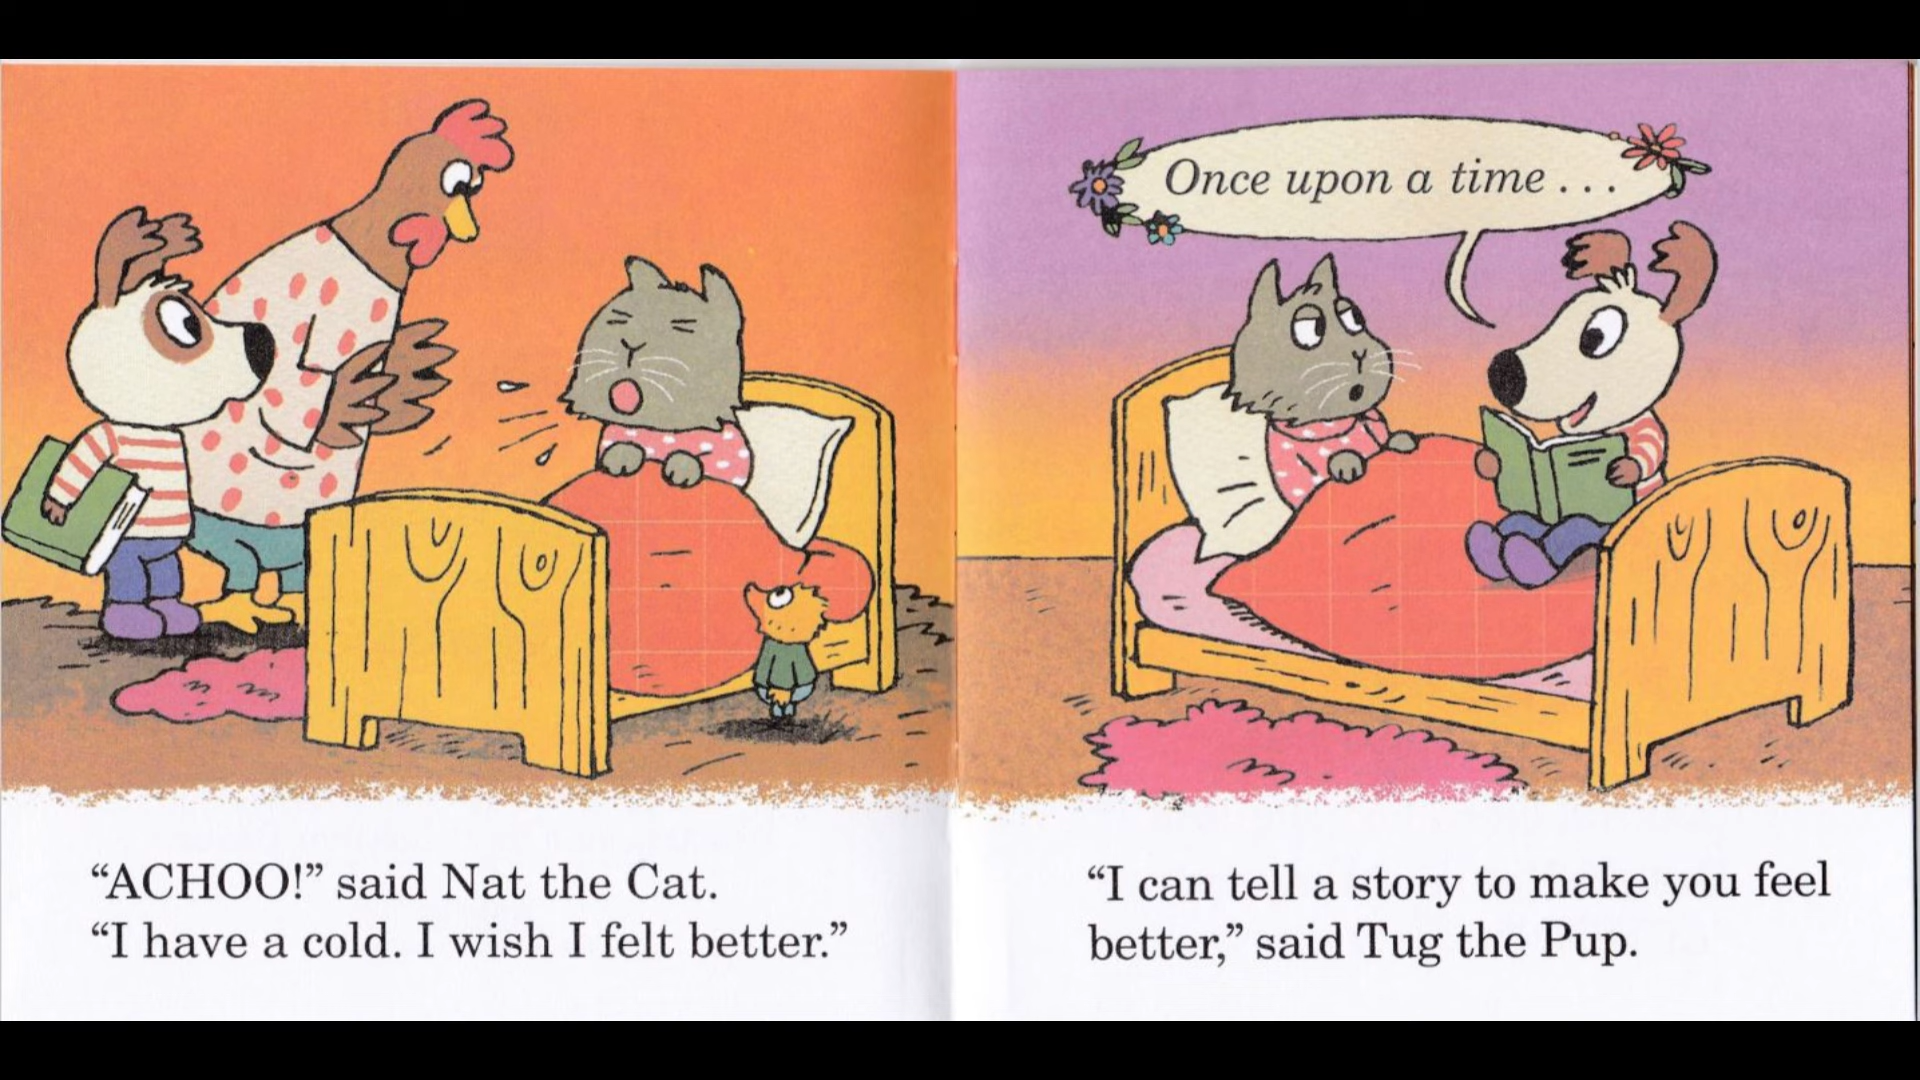 “ACHOO!” said Nat the Cat.
“I have a cold. I wish I felt better.”
Once upon a time . . .
“I can tell a story to make you feel
better,” said Tug the Pup.